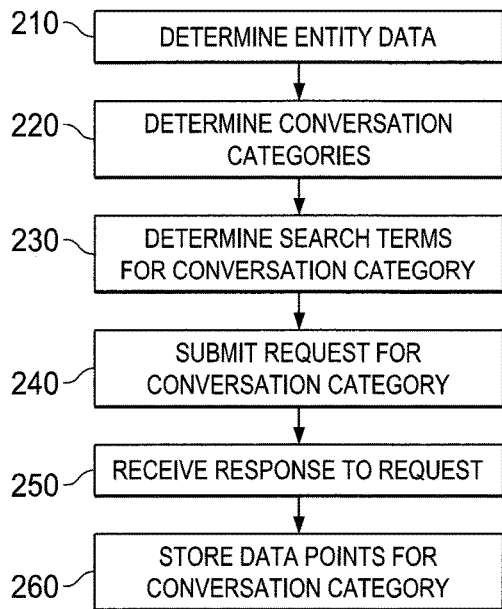 210
DETERMINE ENTITY DATA
220
DETERMINE CONVERSATION
CATEGORIES
230
DETERMINE SEARCH TERMS
FOR CONVERSATION CATEGORY
240
SUBMIT REQUEST FOR
CONVERSATION CATEGORY
250
RECEIVE RESPONSE TO REQUEST
260
STORE DATA POINTS FOR
CONVERSATION CATEGORY